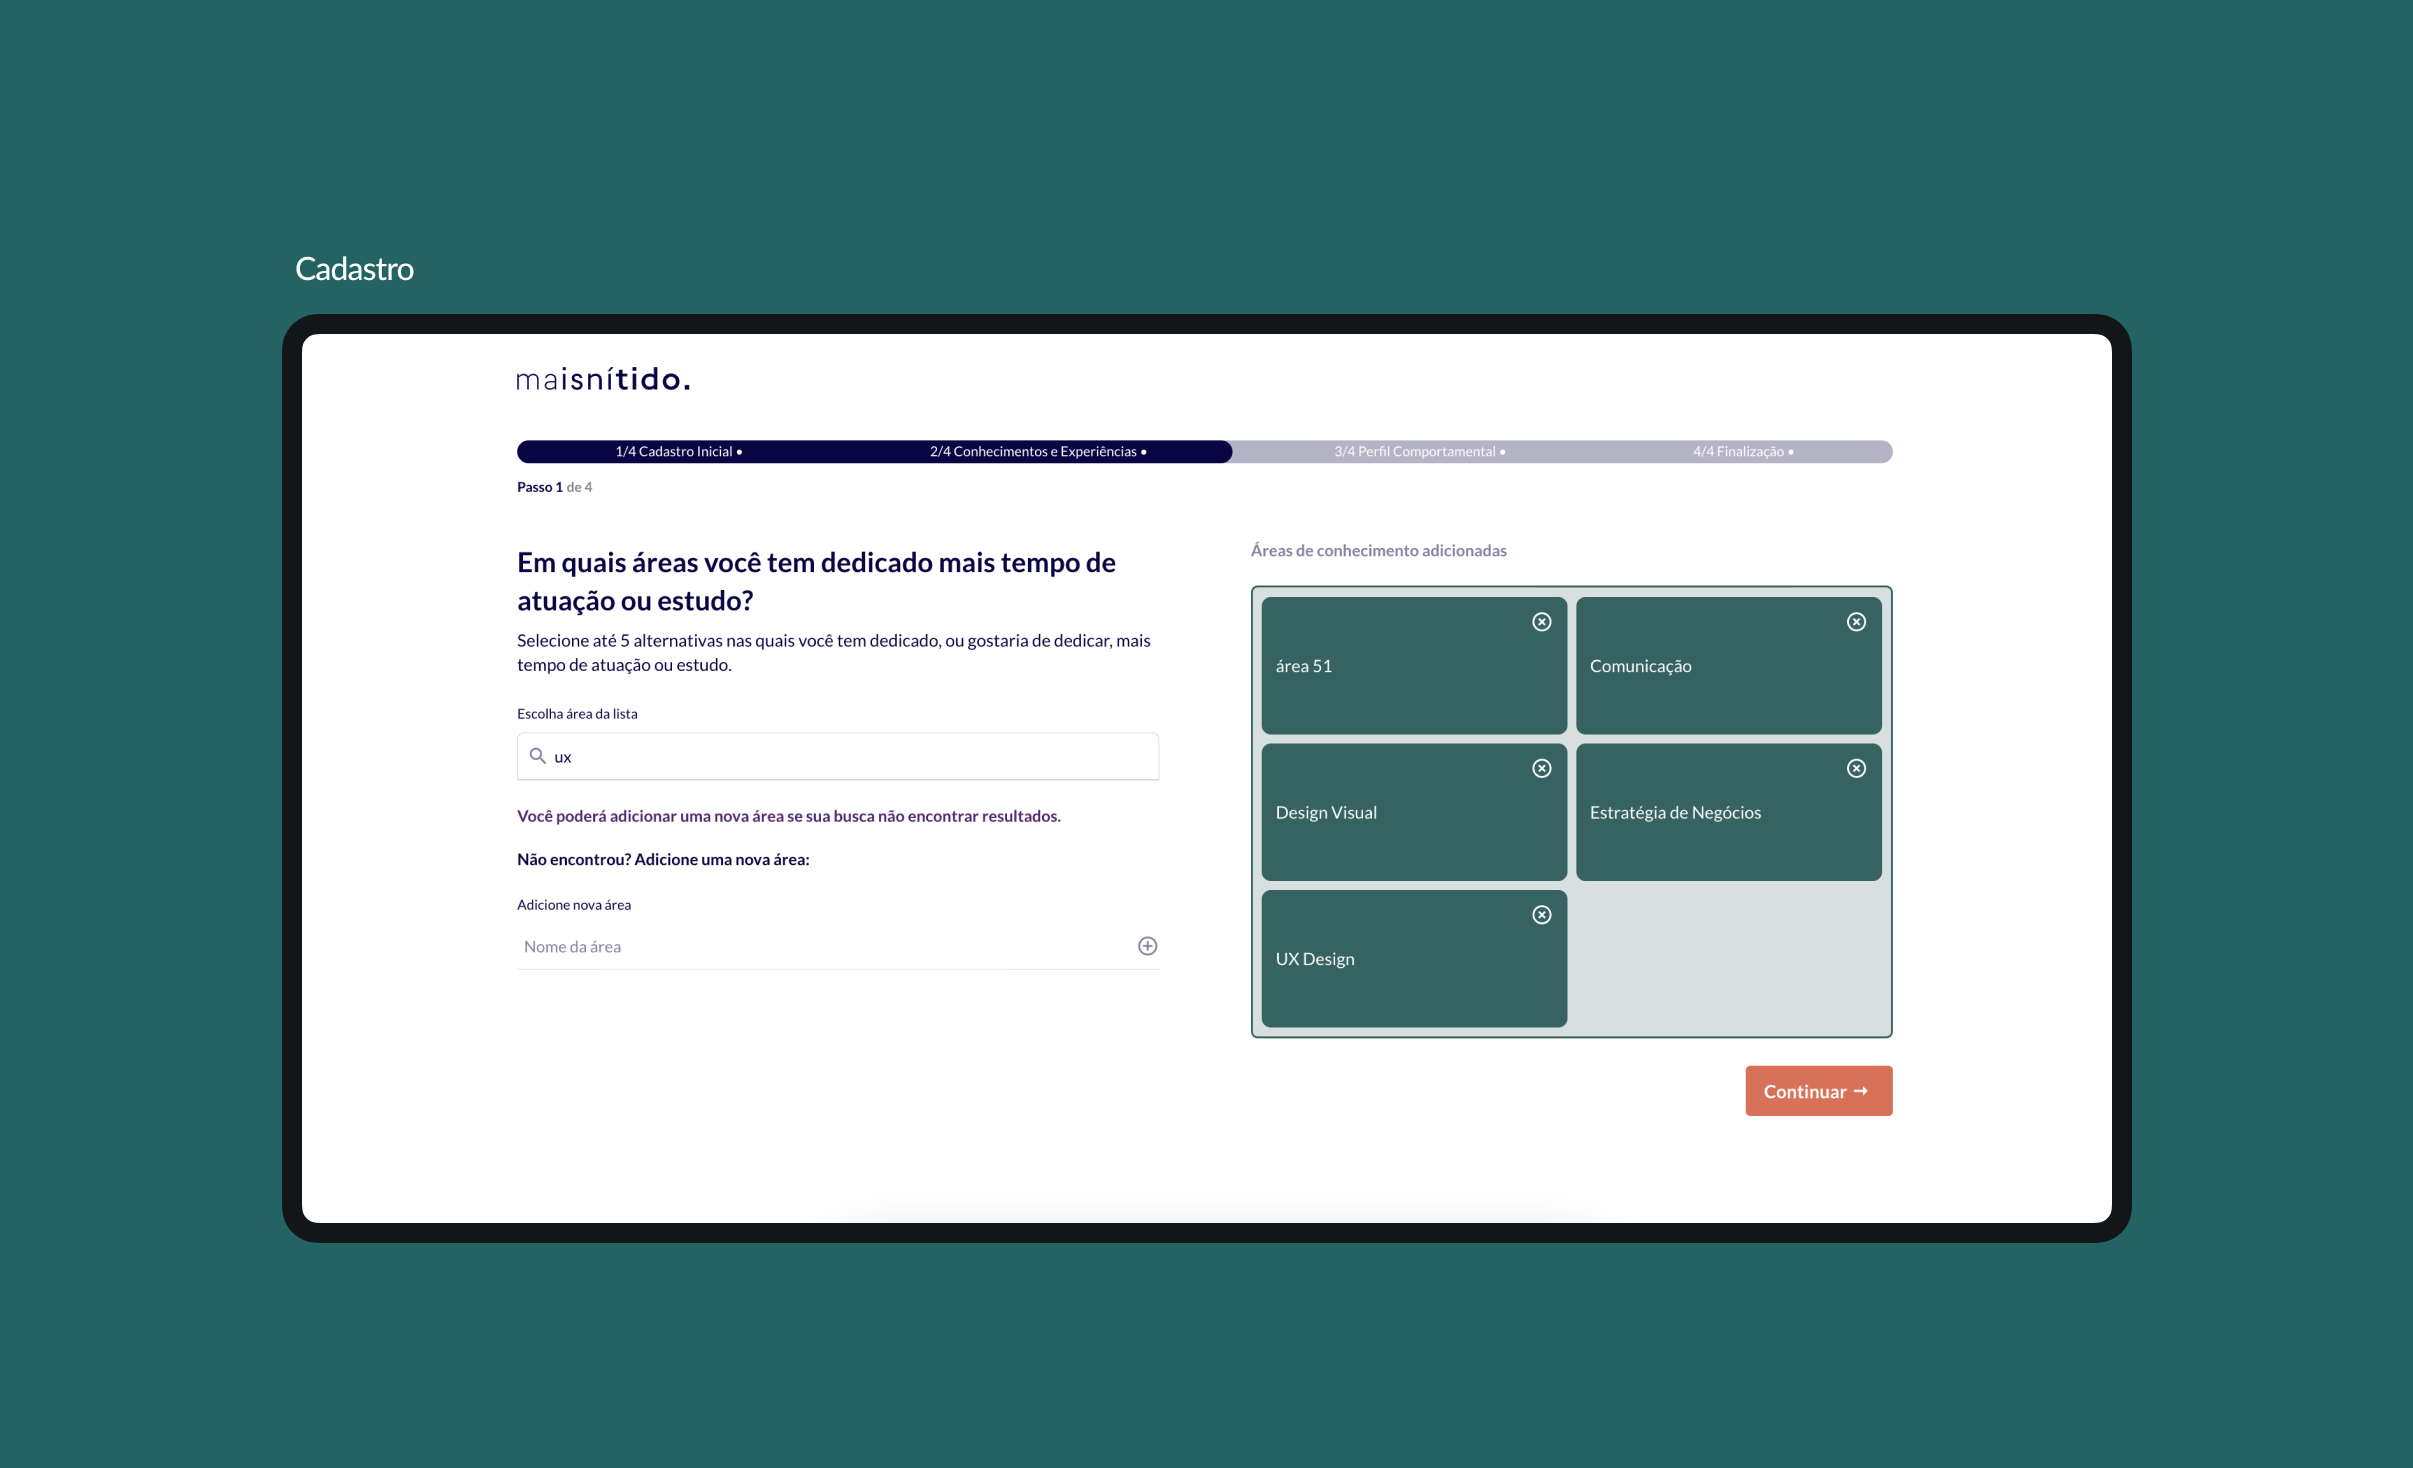 Cadastro
maisnítido.
1/4 Cadastro Inicial •
2/4 Conhecimentos e Experiências •
3/4 Perfil Comportamental •
4/4 Finalização •
Passo 1 de 4
Em quais áreas você tem dedicado mais tempo de
atuação ou estudo?
Selecione até 5 alternativas nas quais você tem dedicado, ou gostaria de dedicar, mais
tempo de atuação ou estudo.
Escolha área da lista
ux
Você poderá adicionar uma nova área se sua busca não encontrar resultados.
Não encontrou? Adicione uma nova área:
Adicione nova área
Nome da área
Áreas de conhecimento adicionadas
área 51
Comunicação
Design Visual
Estratégia de Negócios
UX Design
Continuar →